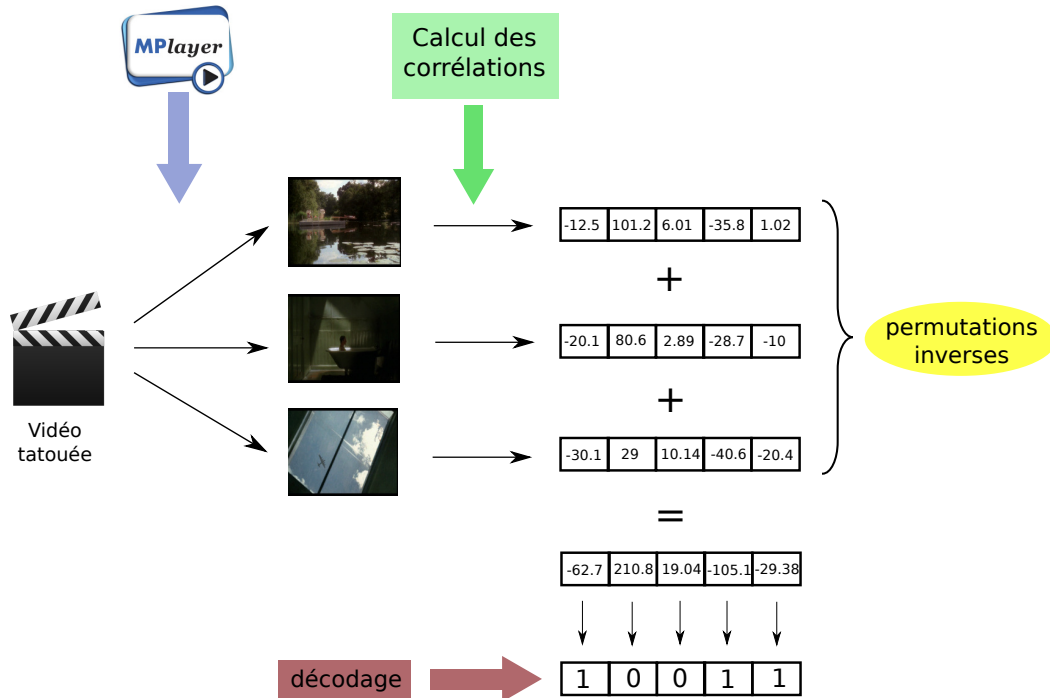 MPlayer
Calcul des
corrélations
-12.5 101.2 6.01 -35.8 1.02
+
-20.1 80.6 2.89 -28.7 -10
+
-30.1 29 10.14 -40.6 -20.4
=
-62.7 210.8 19.04 -105.1 -29.38
1 0 0 1 1
permutations
inverses
Vidéo
tatouée
décodage